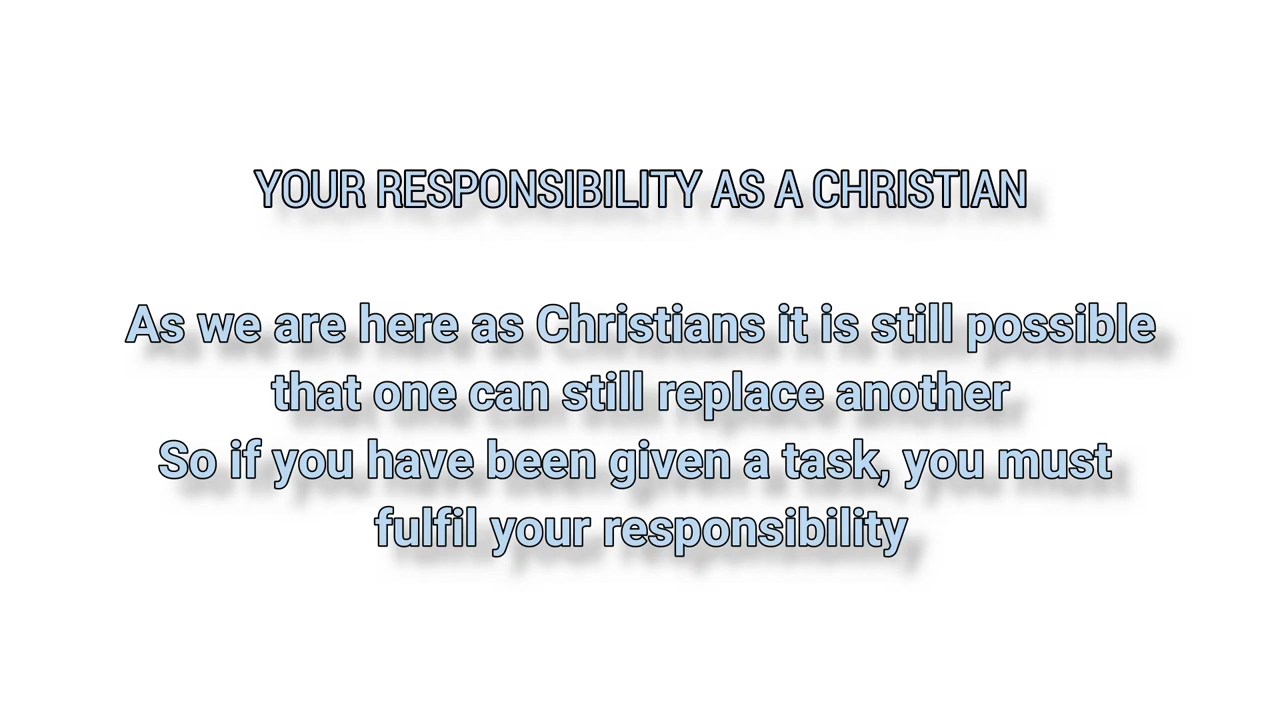 YOUR RESPONSIBILITY AS A CHRISTIAN
As we are here as Christians it is still possible
that one can still replace another
So if you have been given a task, you must
fulfil your responsibility